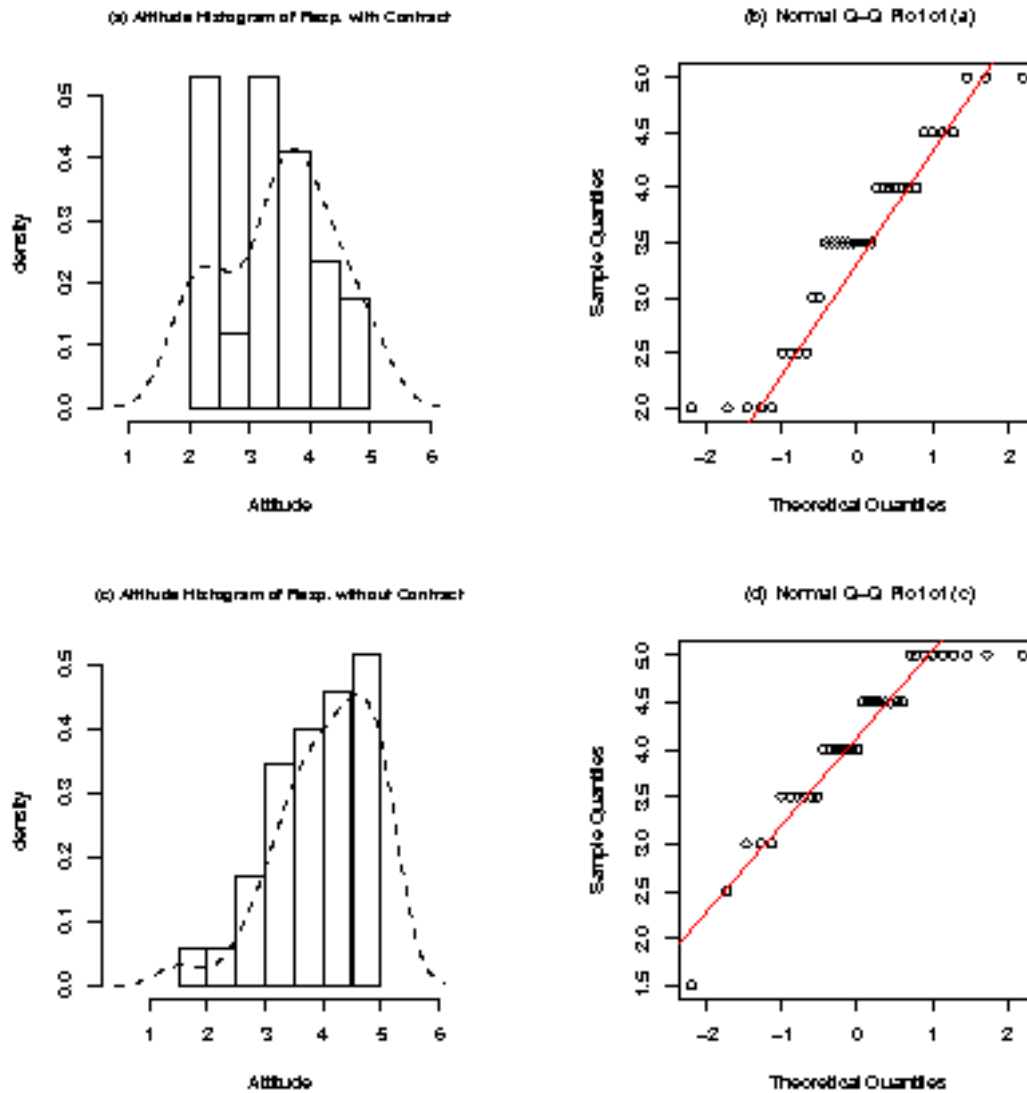 (a) Attitude Histogram of Resp. with Contract
density
0.0 0.1 0.2 0.3 0.4 0.5
1 2 3 4 5 6
Attitude
(b) Normal Q–Q Plot of (a)
Sample Quantiles
2.0 2.5 3.0 3.5 4.0 4.5 5.0
–2 –1 0 1 2
Theoretical Quantiles
(c) Attitude Histogram of Resp. without Contract
density
0.0 0.1 0.2 0.3 0.4 0.5
1 2 3 4 5 6
Attitude
(d) Normal Q–Q Plot of (c)
Sample Quantiles
1.5 2.0 2.5 3.0 3.5 4.0 4.5 5.0
–2 –1 0 1 2
Theoretical Quantiles